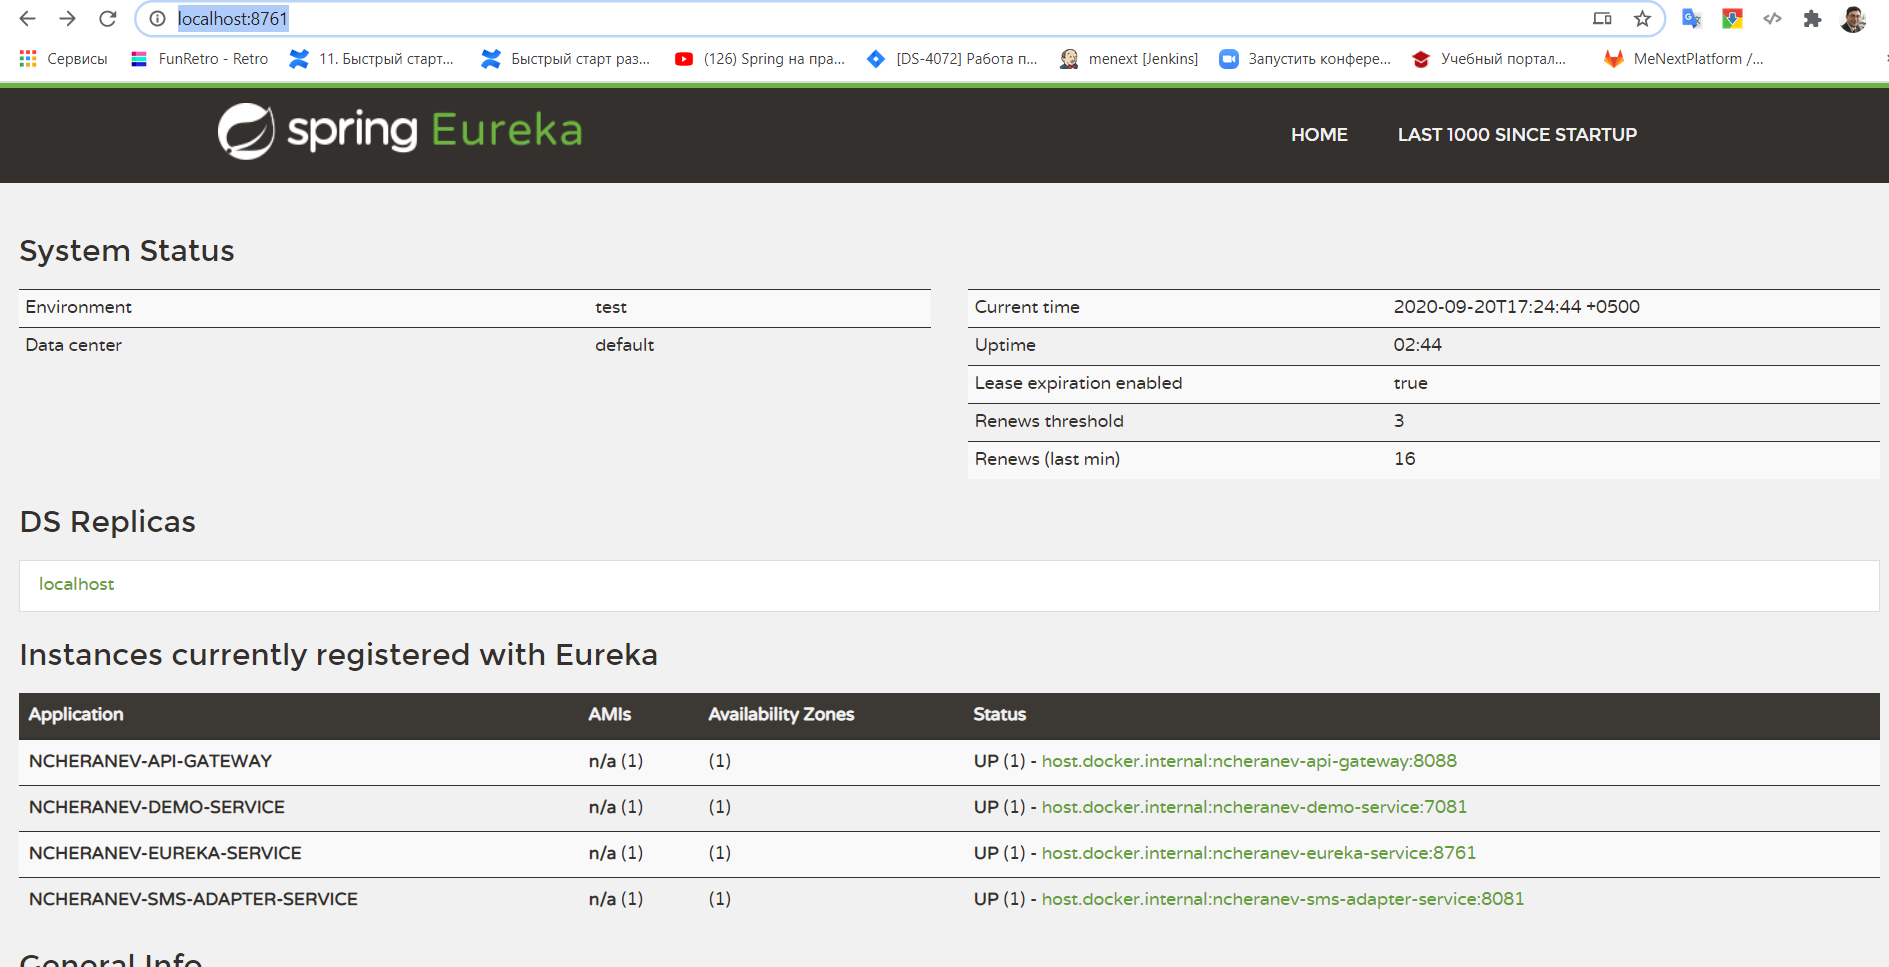 localhost:8761
Сервисы FunRetro - Retro 11. Быстрый старт... Быстрый старт раз... (126) Spring на пра... [DS-4072] Работа п... menext [Jenkins] Запустить конфере... Учебный портал... MeNextPlatform /...
spring Eureka HOME LAST 1000 SINCE STARTUP
System Status
Environment test
Data center default
Current time 2020-09-20T17:24:44 +0500
Uptime 02:44
Lease expiration enabled true
Renews threshold 3
Renews (last min) 16
DS Replicas
localhost
Instances currently registered with Eureka
Application AMIs Availability Zones Status
NCHERANEV-API-GATEWAY n/a (1) (1) UP (1) - host.docker.internal:ncheranev-api-gateway:8088
NCHERANEV-DEMO-SERVICE n/a (1) (1) UP (1) - host.docker.internal:ncheranev-demo-service:7081
NCHERANEV-EUREKA-SERVICE n/a (1) (1) UP (1) - host.docker.internal:ncheranev-eureka-service:8761
NCHERANEV-SMS-ADAPTER-SERVICE n/a (1) (1) UP (1) - host.docker.internal:ncheranev-sms-adapter-service:8081
General Info